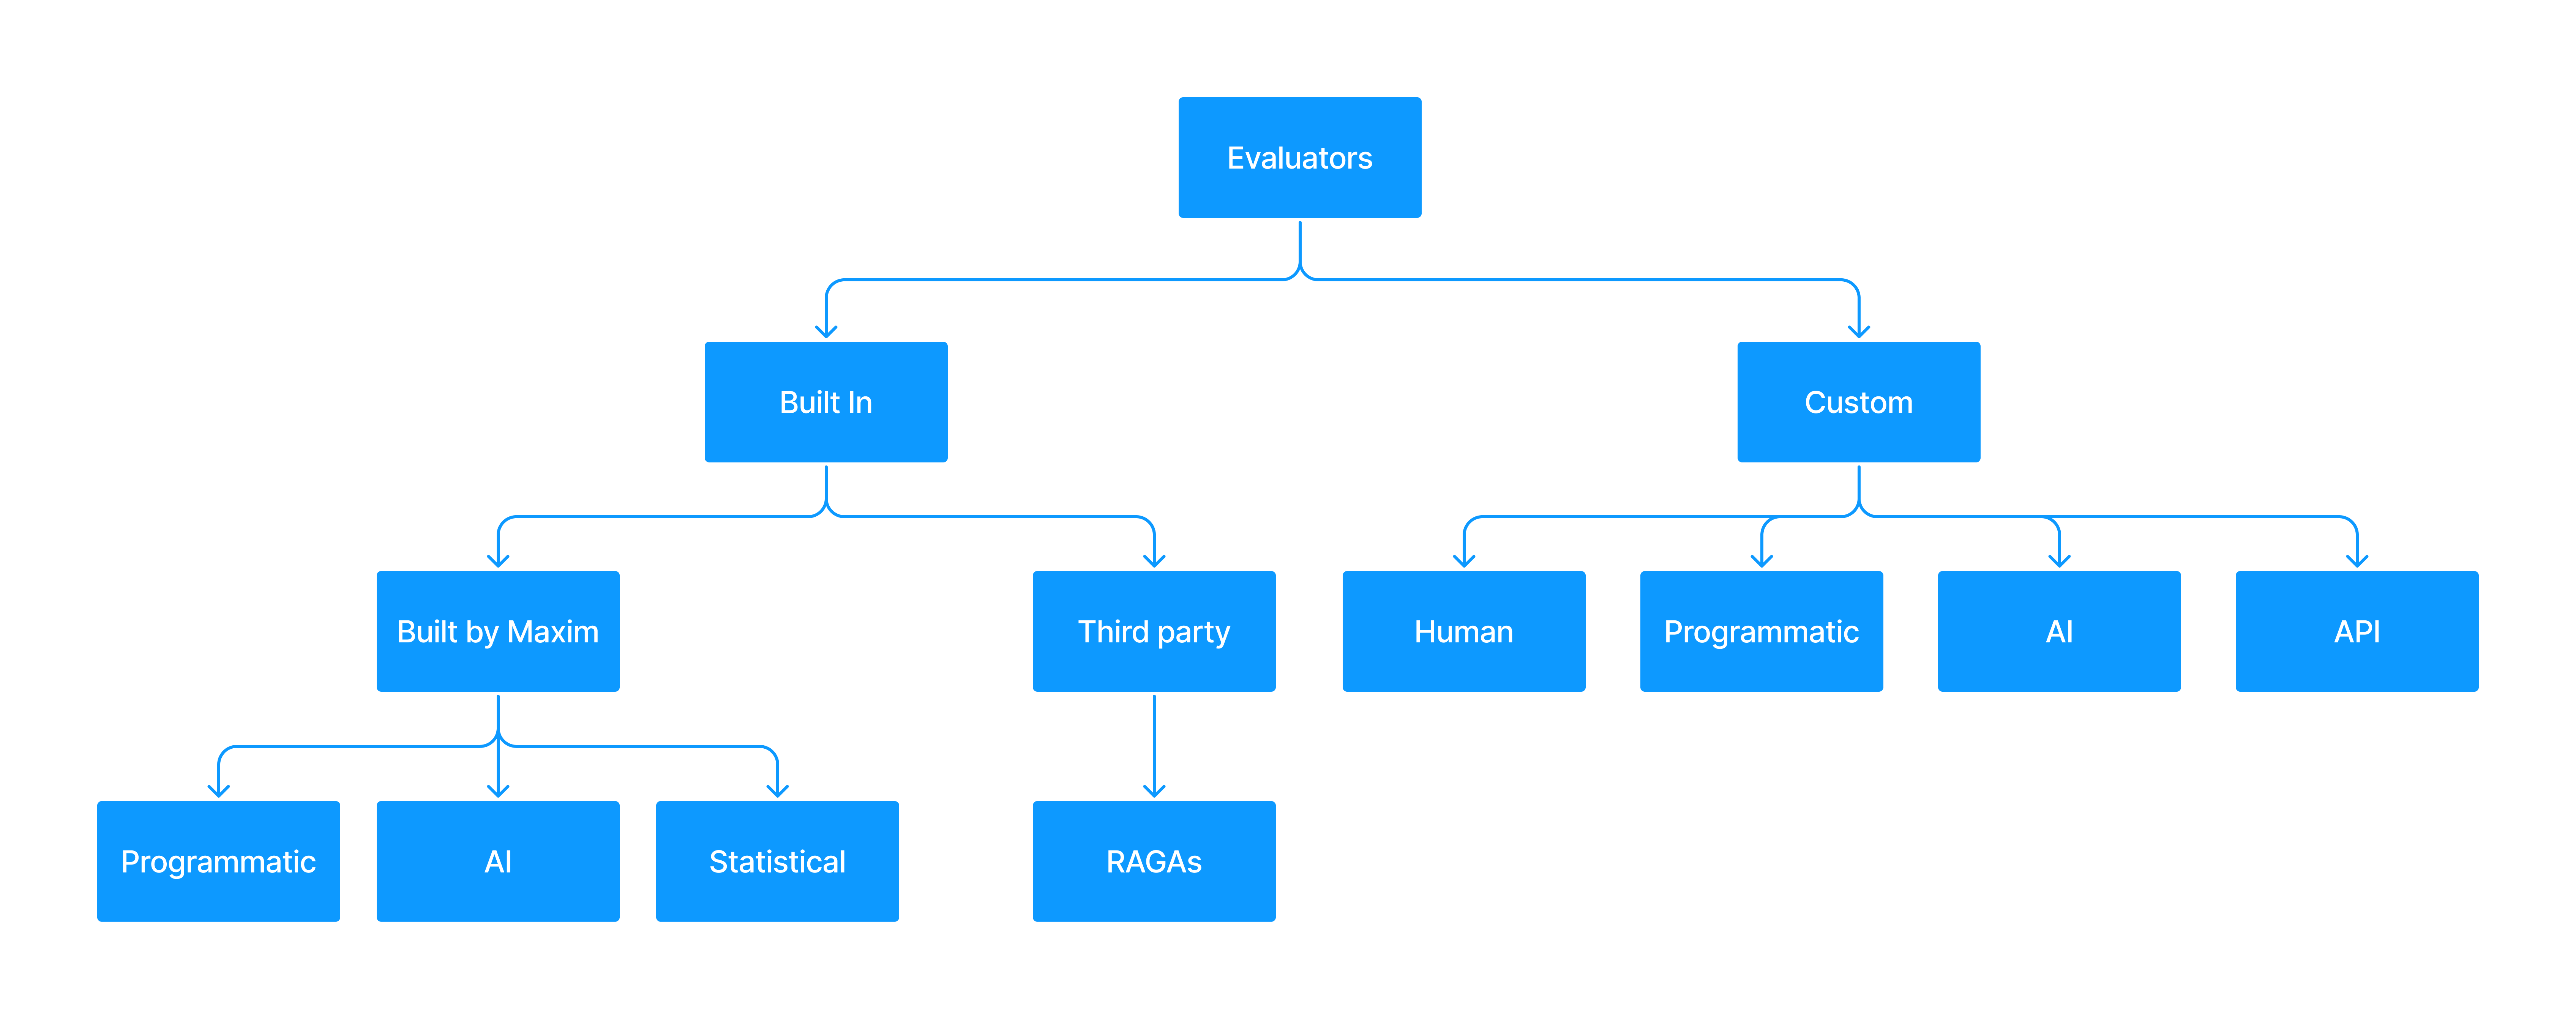 Evaluators
Built In
Custom
Built by Maxim
Third party
Human
Programmatic
AI
API
Programmatic
AI
Statistical
RAGAs